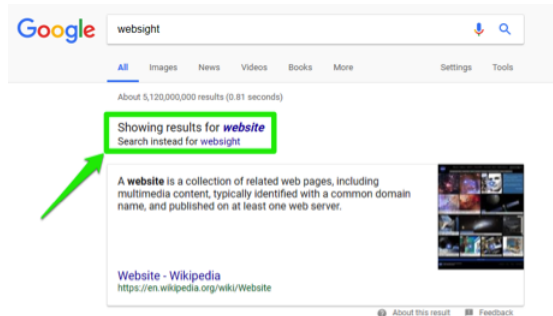 Google
websight
All Images News Videos Books More Settings Tools
About 5,120,000,000 results (0.81 seconds)
Showing results for website
Search instead for websight
A website is a collection of related web pages, including
multimedia content, typically identified with a common domain
name, and published on at least one web server.
Website - Wikipedia
https://en.wikipedia.org/wiki/Website
About this result Feedback